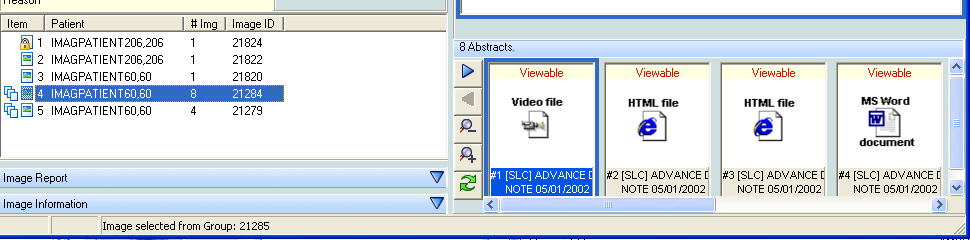 Reason
Item Patient # Img Image ID
1 IMAGPATIENT206,206 1 21824
2 IMAGPATIENT206,206 1 21822
3 IMAGPATIENT60,60 1 21820
4 IMAGPATIENT60,60 8 21284
5 IMAGPATIENT60,60 4 21279
Image Report
Image Information
Image selected from Group: 21285
8 Abstracts.
Viewable Viewable Viewable Viewable
Video file HTML file HTML file MS Word
document
#1 [SLC] ADVANCE D #2 [SLC] ADVANCE D #3 [SLC] ADVANCE D #4 [SLC] ADVANCE D
NOTE 05/01/2002 NOTE 05/01/2002 NOTE 05/01/2002 NOTE 05/01/2002